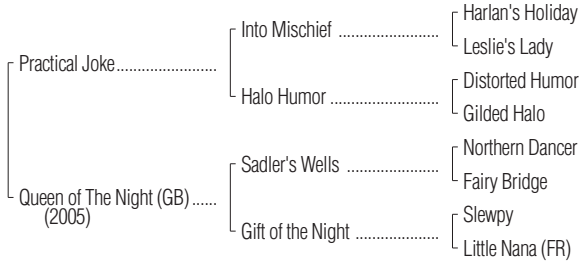 Harlan's Holiday
Into Mischief ........................
Leslie's Lady
Practical Joke........................
Distorted Humor
Halo Humor ..........................
Gilded Halo
Northern Dancer
Sadler's Wells ......................
Fairy Bridge
Queen of The Night (GB)......
(2005)
Slewpy
Gift of the Night ....................
Little Nana (FR)